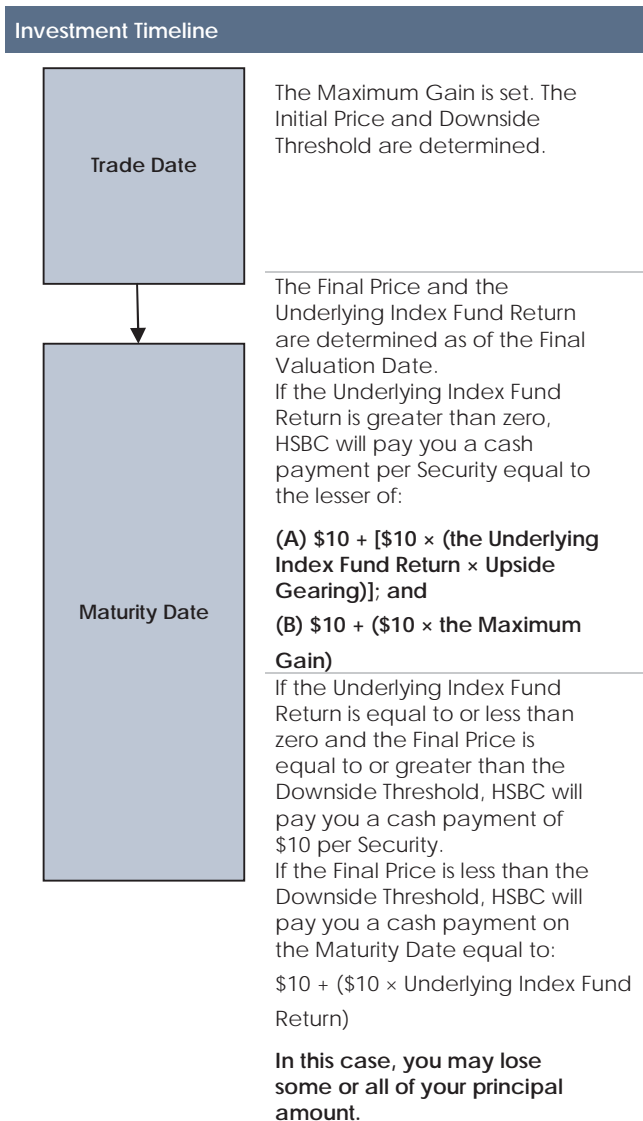 Investment Timeline
Trade Date
The Maximum Gain is set. The
Initial Price and Downside
Threshold are determined.
Maturity Date
The Final Price and the
Underlying Index Fund Return
are determined as of the Final
Valuation Date.
If the Underlying Index Fund
Return is greater than zero,
HSBC will pay you a cash
payment per Security equal to
the lesser of:
(A) $10 + [$10 × (the Underlying
Index Fund Return × Upside
Gearing)]; and
(B) $10 + ($10 × the Maximum
Gain)
If the Underlying Index Fund
Return is equal to or less than
zero and the Final Price is
equal to or greater than the
Downside Threshold, HSBC will
pay you a cash payment of
$10 per Security.
If the Final Price is less than the
Downside Threshold, HSBC will
pay you a cash payment on
the Maturity Date equal to:
$10 + ($10 × Underlying Index Fund
Return)
In this case, you may lose
some or all of your principal
amount.